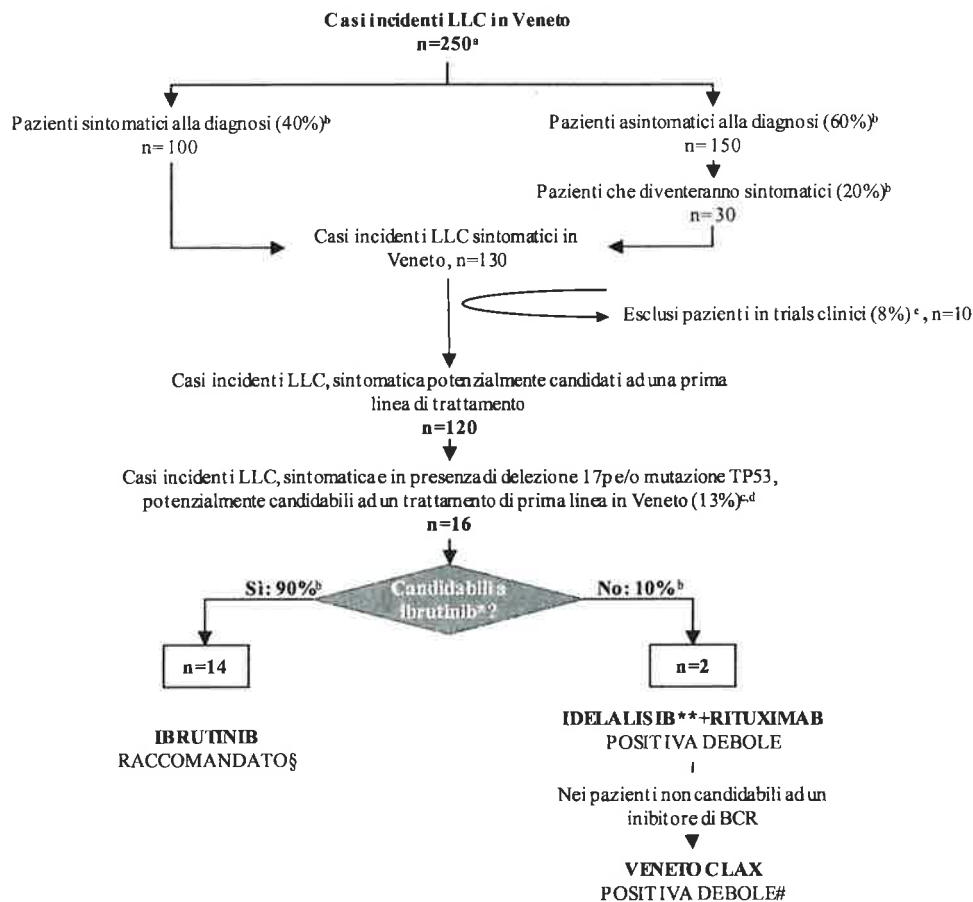 Casi incidenti LLC in Veneto
n=250ᵃ
Pazienti sintomatici alla diagnosi (40%)ᵇ
n=100
Pazienti asintomatici alla diagnosi (60%)ᵇ
n=150
Pazienti che diventeranno sintomatici (20%)ᵇ
n=30
Casi incidenti LLC sintomatici in
Veneto, n=130
Esclusi pazienti in trials clinici (8%)ᶜ, n=10
Casi incidenti LLC, sintomatica potenzialmente candidati ad una prima
linea di trattamento
n=120
Casi incidenti LLC, sintomatica e in presenza di delezione 17p e/o mutazione TP53,
potenzialmente candidabili ad un trattamento di prima linea in Veneto (13%)ᶜ,ᵈ
n=16
Candidabili a
ibrutinib*?
Sì: 90%ᵇ
No: 10%ᵇ
n=14
n=2
IBRUTINIB
RACCOMANDATO§
IDELALISIB**+RITUXIMAB
POSITIVA DEBOLE
Nei pazienti non candidabili ad un
inibitore di BCR
VENETOCLAX
POSITIVA DEBOLE#